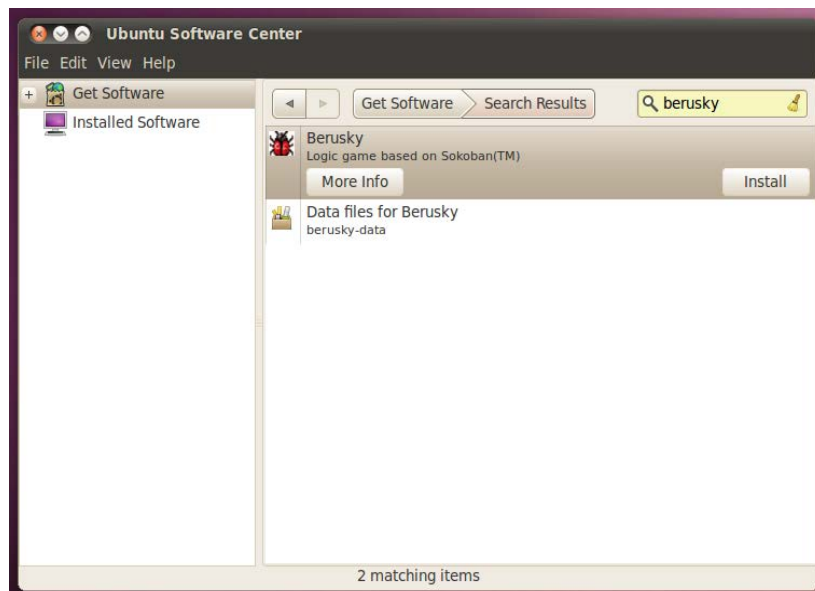 Ubuntu Software Center
File Edit View Help
Get Software
Installed Software
Get Software Search Results berusky
Berusky
Logic game based on Sokoban(TM)
More Info Install
Data files for Berusky
berusky-data
2 matching items